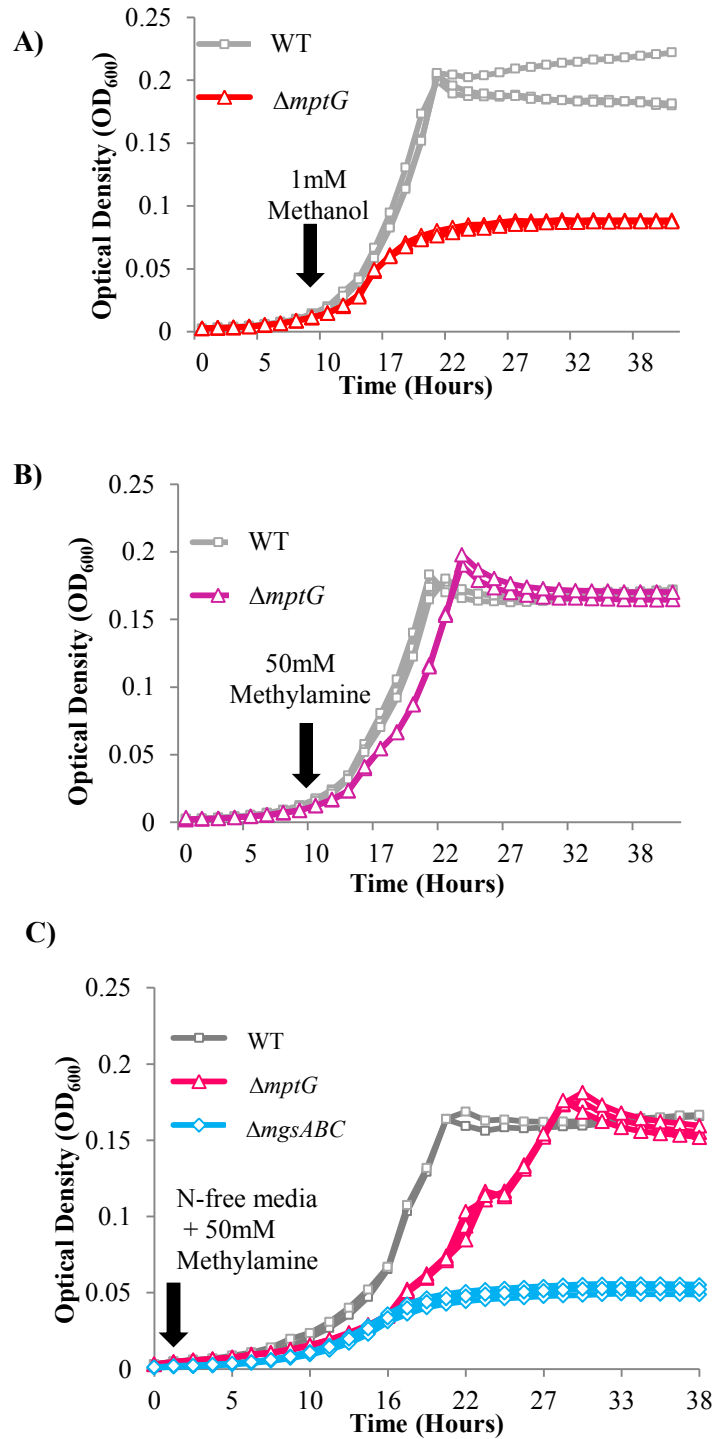 A)
0.25
0.2
0.15
0.1
0.05
0
Optical Density (OD600)
WT
ΔmptG
1mM
Methanol
0 5 10 17 22 27 32 38
Time (Hours)
B)
0.25
0.2
0.15
0.1
0.05
0
Optical Density (OD600)
WT
ΔmptG
50mM
Methylamine
0 5 10 17 22 27 32 38
Time (Hours)
C)
0.25
0.2
0.15
0.1
0.05
0
Optical Density (OD600)
WT
ΔmptG
ΔmgsABC
N-free media
+ 50mM
Methylamine
0 5 10 16 22 27 33 38
Time (Hours)